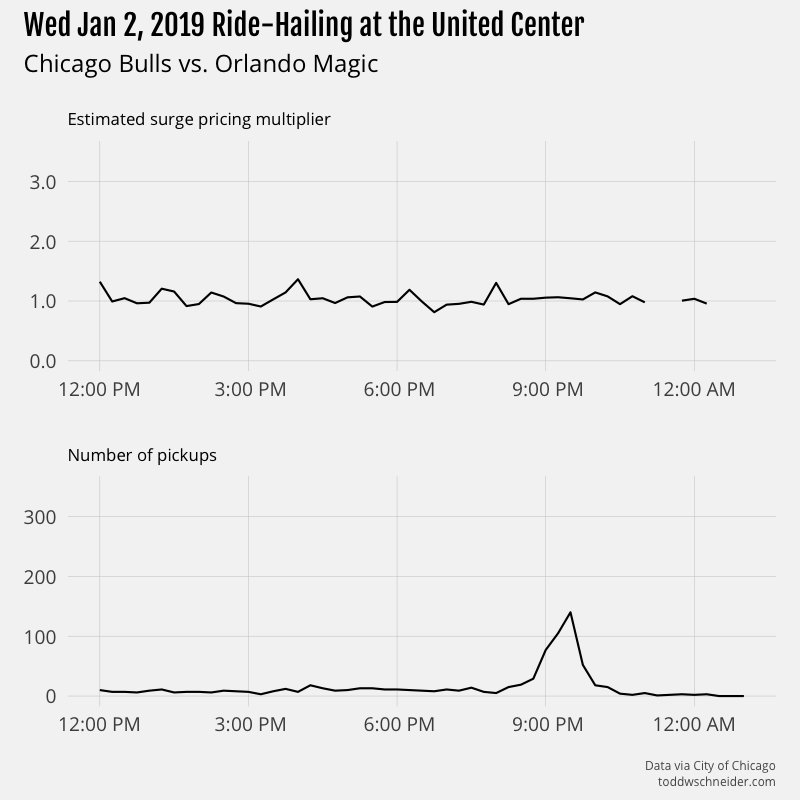 Wed Jan 2, 2019 Ride-Hailing at the United Center
Chicago Bulls vs. Orlando Magic
Estimated surge pricing multiplier
3.0
2.0
1.0
0.0
12:00 PM 3:00 PM 6:00 PM 9:00 PM 12:00 AM
Number of pickups
300
200
100
0
12:00 PM 3:00 PM 6:00 PM 9:00 PM 12:00 AM
Data via City of Chicago
toddwschneider.com